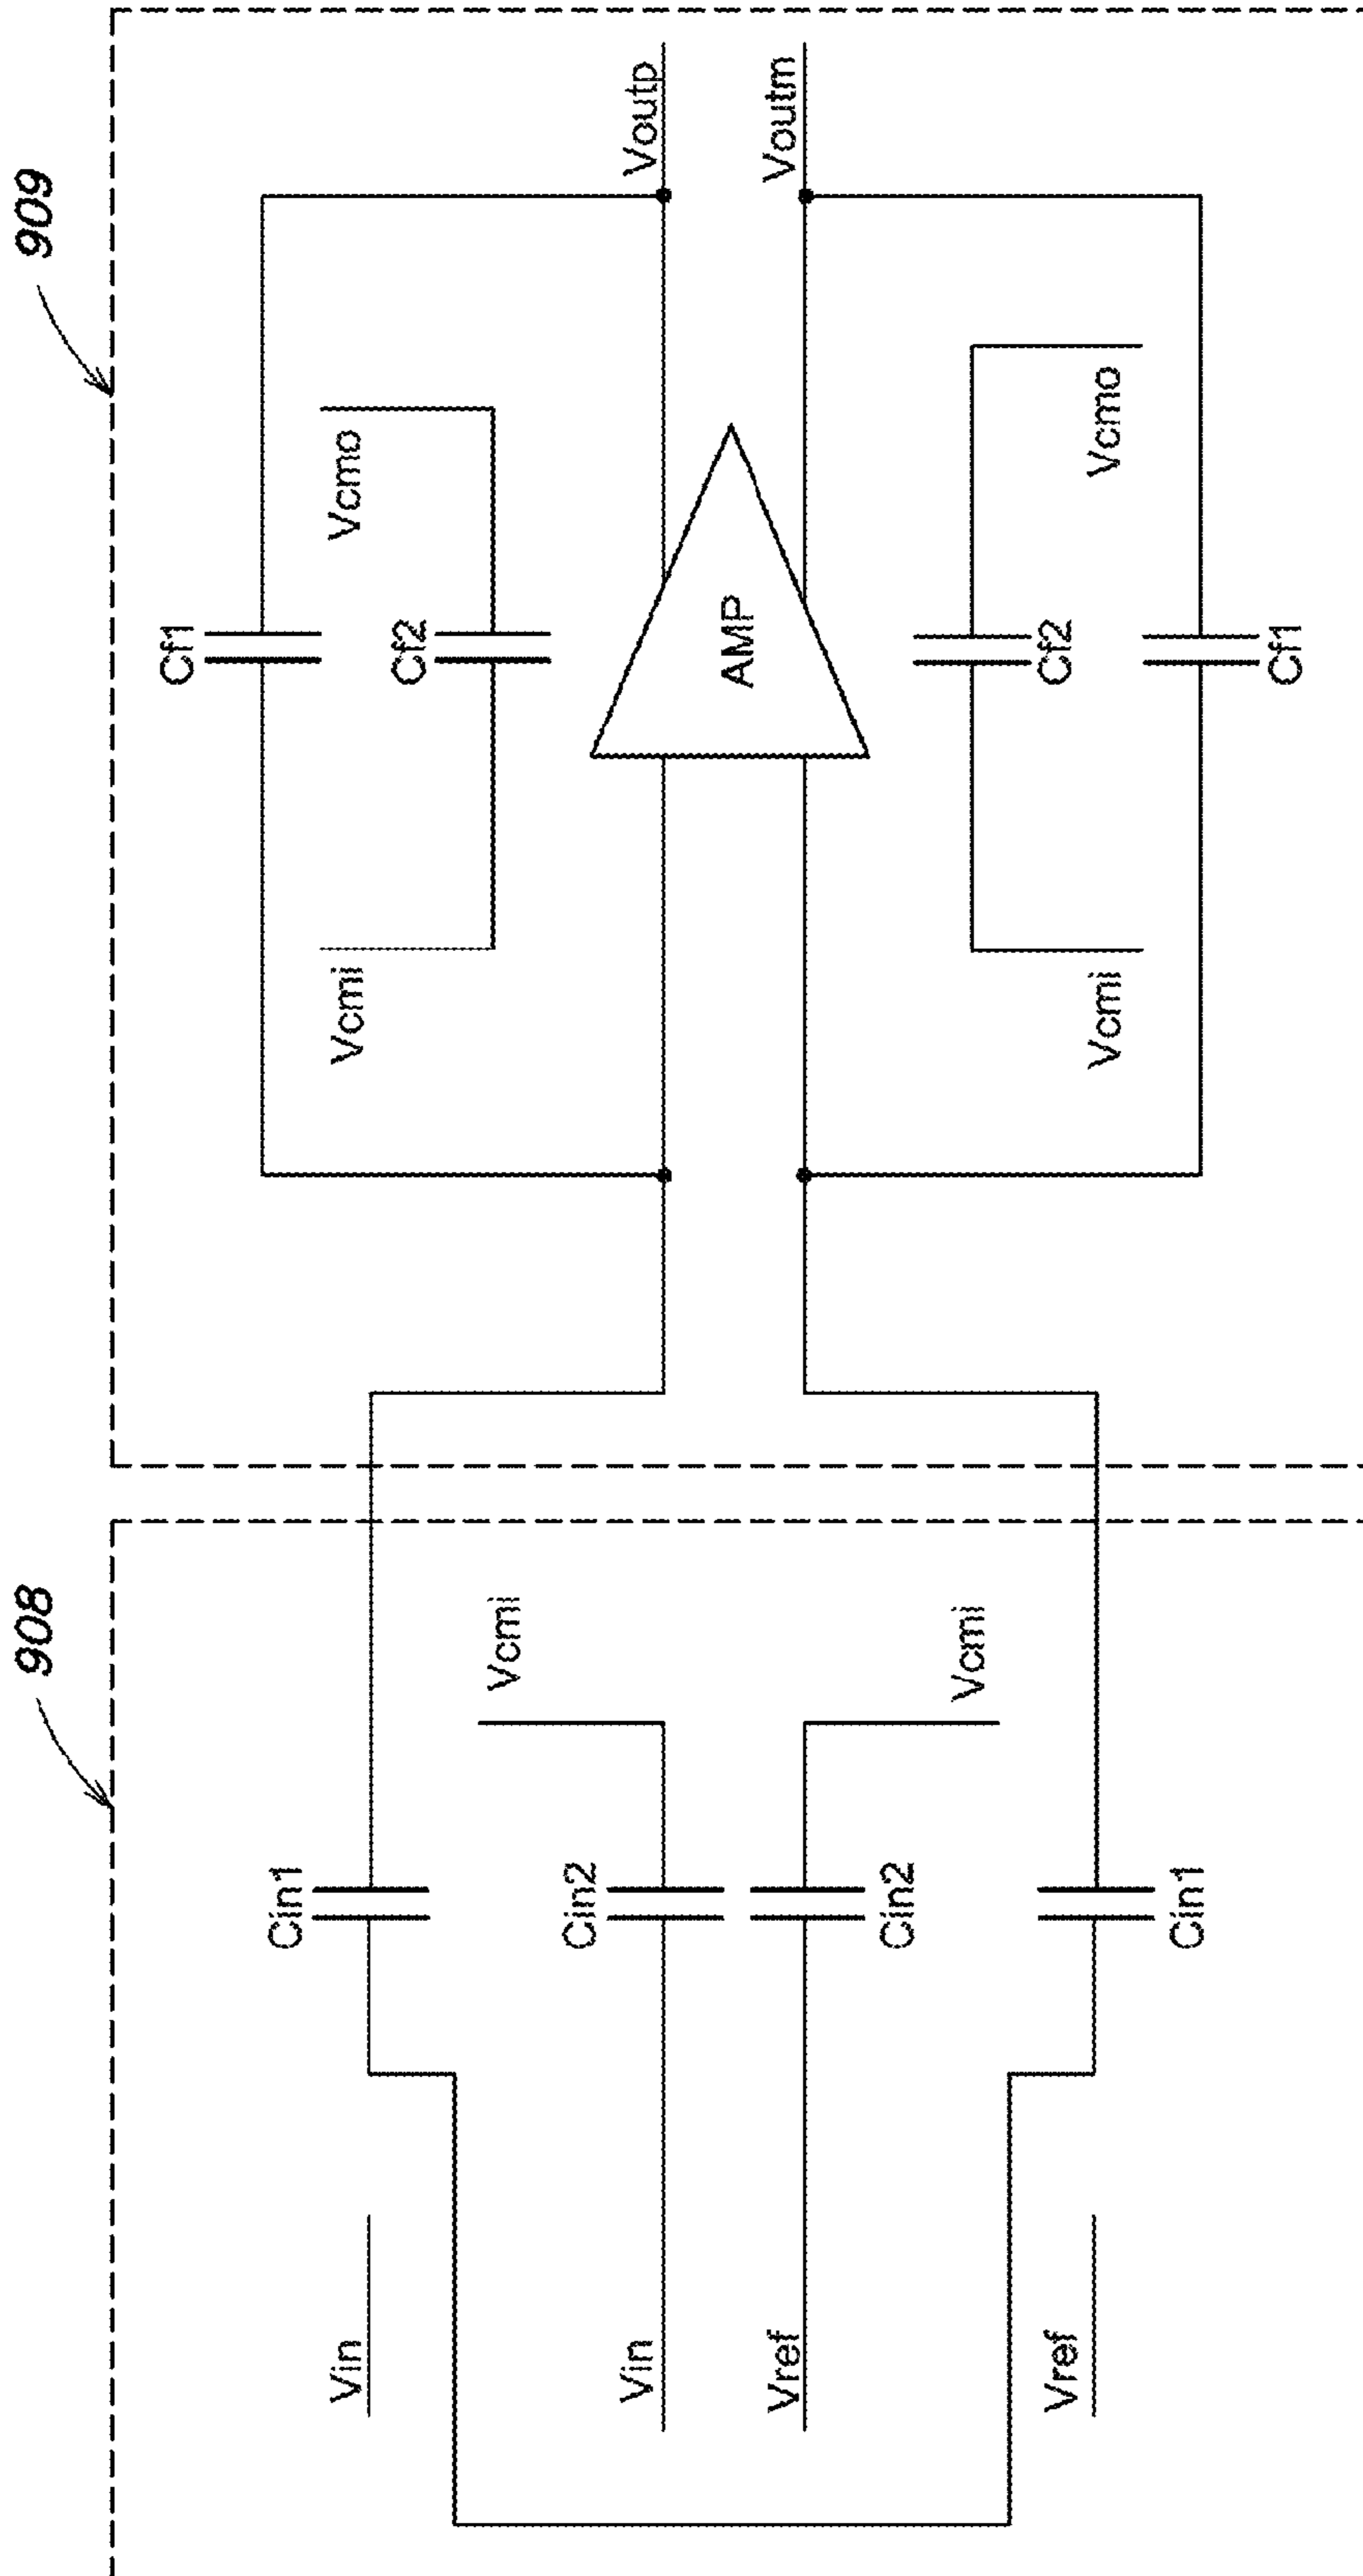 908
909
Vin
Vin
Vref
Vref
Cin1
Cin2
Cin2
Cin1
Vcmi
Vcmi
Cf1
Vcmi
Vcmo
Cf2
AMP
Voutp
Voutm
Cf2
Vcmi
Vcmo
Cf1